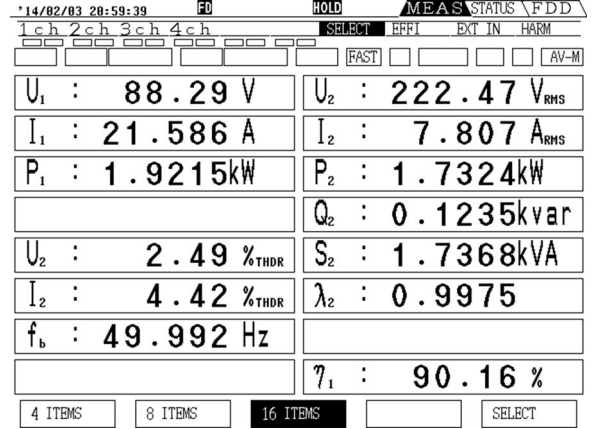 '14/02/03 20:59:39 FD HOLD MEAS STATUS FDD
1ch 2ch 3ch 4ch SELECT EFFI EXT IN HARM
FAST AV-M
U₁ : 88.29 V U₂ : 222.47 VRMS
I₁ : 21.586 A I₂ : 7.807 ARMS
P₁ : 1.9215kW P₂ : 1.7324kW
Q₂ : 0.1235kvar
U₂ : 2.49 %THDR S₂ : 1.7368kVA
I₂ : 4.42 %THDR λ₂ : 0.9975
fb : 49.992 Hz
η₁ : 90.16 %
4 ITEMS 8 ITEMS 16 ITEMS SELECT